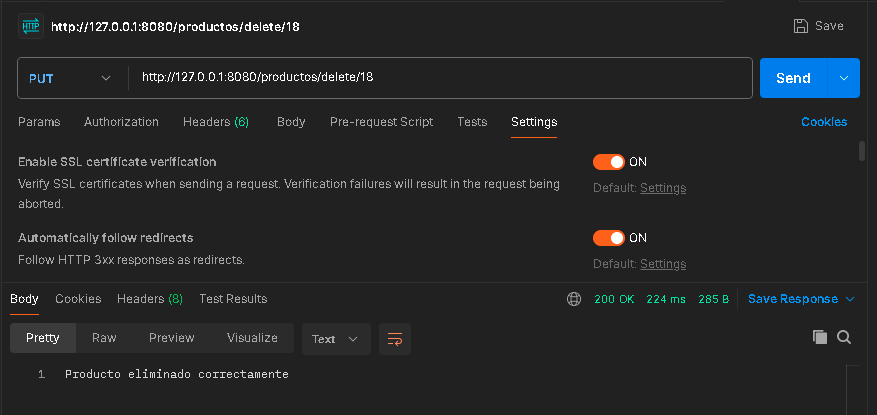 HTTP http://127.0.0.1:8080/productos/delete/18 Save
PUT http://127.0.0.1:8080/productos/delete/18 Send
Params Authorization Headers (6) Body Pre-request Script Tests Settings Cookies
Enable SSL certificate verification ON
Verify SSL certificates when sending a request. Verification failures will result in the request being
Default: Settings
aborted.
Automatically follow redirects ON
Follow HTTP 3xx responses as redirects.
Default: Settings
Body Cookies Headers (8) Test Results 200 OK 224 ms 285 B Save Response
Pretty Raw Preview Visualize Text
1 Producto eliminado correctamente